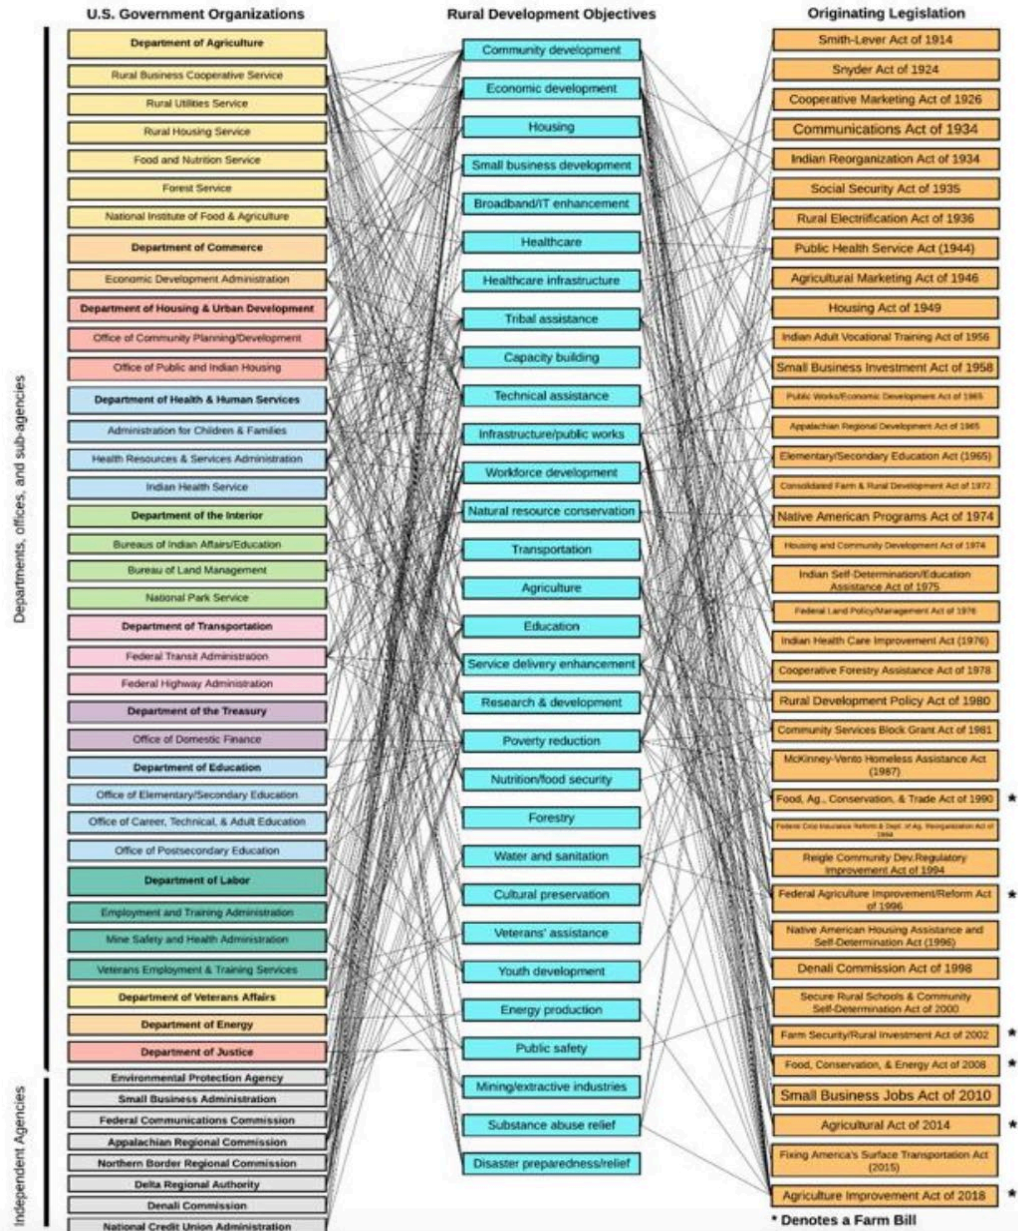 U.S. Government Organizations
Rural Development Objectives
Originating Legislation
Departments, offices, and sub-agencies
Department of Agriculture
Rural Business Cooperative Service
Rural Utilities Service
Rural Housing Service
Food and Nutrition Service
Forest Service
National Institute of Food & Agriculture
Department of Commerce
Economic Development Administration
Department of Housing & Urban Development
Office of Community Planning/Development
Office of Public and Indian Housing
Department of Health & Human Services
Administration for Children & Families
Health Resources & Services Administration
Indian Health Service
Department of the Interior
Bureaus of Indian Affairs/Education
Bureau of Land Management
National Park Service
Department of Transportation
Federal Transit Administration
Federal Highway Administration
Department of the Treasury
Office of Domestic Finance
Department of Education
Office of Elementary/Secondary Education
Office of Career, Technical, & Adult Education
Office of Postsecondary Education
Department of Labor
Employment and Training Administration
Mine Safety and Health Administration
Veterans Employment & Training Services
Department of Veterans Affairs
Department of Energy
Department of Justice
Independent Agencies
Environmental Protection Agency
Small Business Administration
Federal Communications Commission
Appalachian Regional Commission
Northern Border Regional Commission
Delta Regional Authority
Denali Commission
National Credit Union Administration
Community development
Economic development
Housing
Small business development
Broadband/IT enhancement
Healthcare
Healthcare infrastructure
Tribal assistance
Capacity building
Technical assistance
Infrastructure/public works
Workforce development
Natural resource conservation
Transportation
Agriculture
Education
Service delivery enhancement
Research & development
Poverty reduction
Nutrition/food security
Forestry
Water and sanitation
Cultural preservation
Veterans' assistance
Youth development
Energy production
Public safety
Mining/extractive industries
Substance abuse relief
Disaster preparedness/relief
Smith-Lever Act of 1914
Snyder Act of 1924
Cooperative Marketing Act of 1926
Communications Act of 1934
Indian Reorganization Act of 1934
Social Security Act of 1935
Rural Electriification Act of 1936
Public Health Service Act (1944)
Agricultural Marketing Act of 1946
Housing Act of 1949
Indian Adult Vocational Training Act of 1956
Small Business Investment Act of 1958
Public Works/Economic Development Act of 1965
Appalachian Regional Development Act of 1965
Elementary/Secondary Education Act (1965)
Consolidated Farm & Rural Development Act of 1972
Native American Programs Act of 1974
Housing and Community Development Act of 1974
Indian Self-Determination/Education
Assistance Act of 1975
Federal Land Policy/Management Act of 1976
Indian Health Care Improvement Act (1976)
Cooperative Forestry Assistance Act of 1978
Rural Development Policy Act of 1980
Community Services Block Grant Act of 1981
McKinney-Vento Homeless Assistance Act
(1987)
Food, Ag., Conservation, & Trade Act of 1990 *
Federal Crop Insurance Reform & Dept. of Ag. Reorganization Act of
1994
Reigle Community Dev.Regulatory
Improvement Act of 1994
Federal Agriculture Improvement/Reform Act *
of 1996
Native American Housing Assistance and
Self-Determination Act (1996)
Denali Commission Act of 1998
Secure Rural Schools & Community
Self-Determination Act of 2000
Farm Security/Rural Investment Act of 2002 *
Food, Conservation, & Energy Act of 2008 *
Small Business Jobs Act of 2010
Agricultural Act of 2014 *
Fixing America's Surface Transportation Act
(2015)
Agriculture Improvement Act of 2018 *
* Denotes a Farm Bill